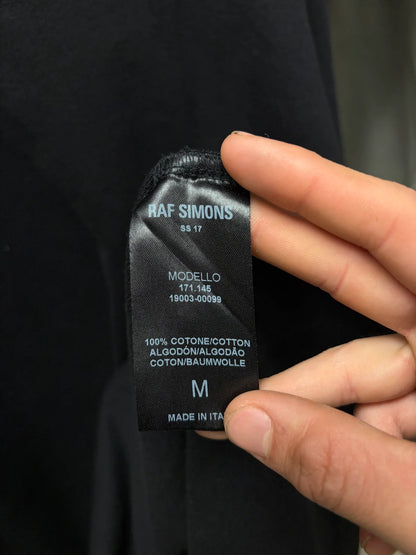 RAF SIMONS
SS 17
MODELLO
171.145
19003-00099
100% COTONE/COTTON
ALGODÓN/ALGODÃO
COTON/BAUMWOLLE
M
MADE IN ITA